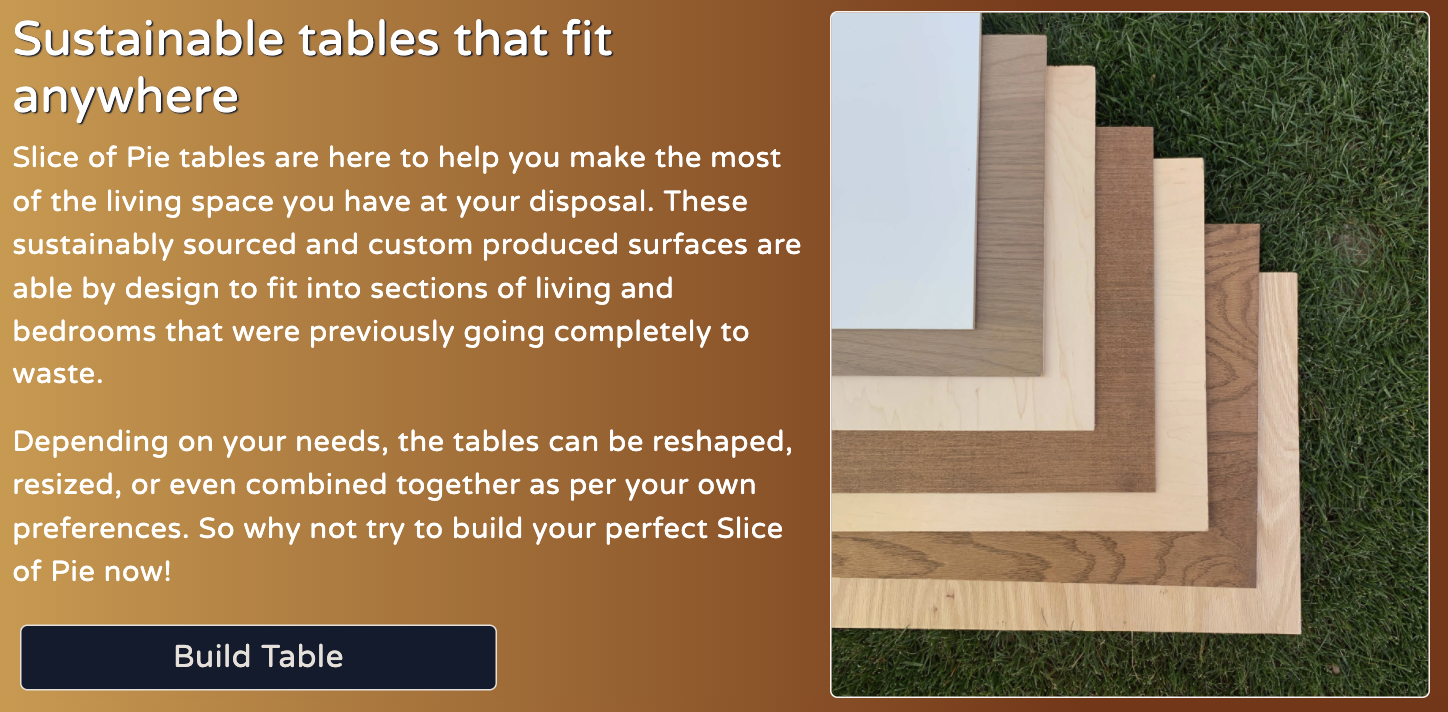 Sustainable tables that fit
anywhere
Slice of Pie tables are here to help you make the most
of the living space you have at your disposal. These
sustainably sourced and custom produced surfaces are
able by design to fit into sections of living and
bedrooms that were previously going completely to
waste.
Depending on your needs, the tables can be reshaped,
resized, or even combined together as per your own
preferences. So why not try to build your perfect Slice
of Pie now!
Build Table